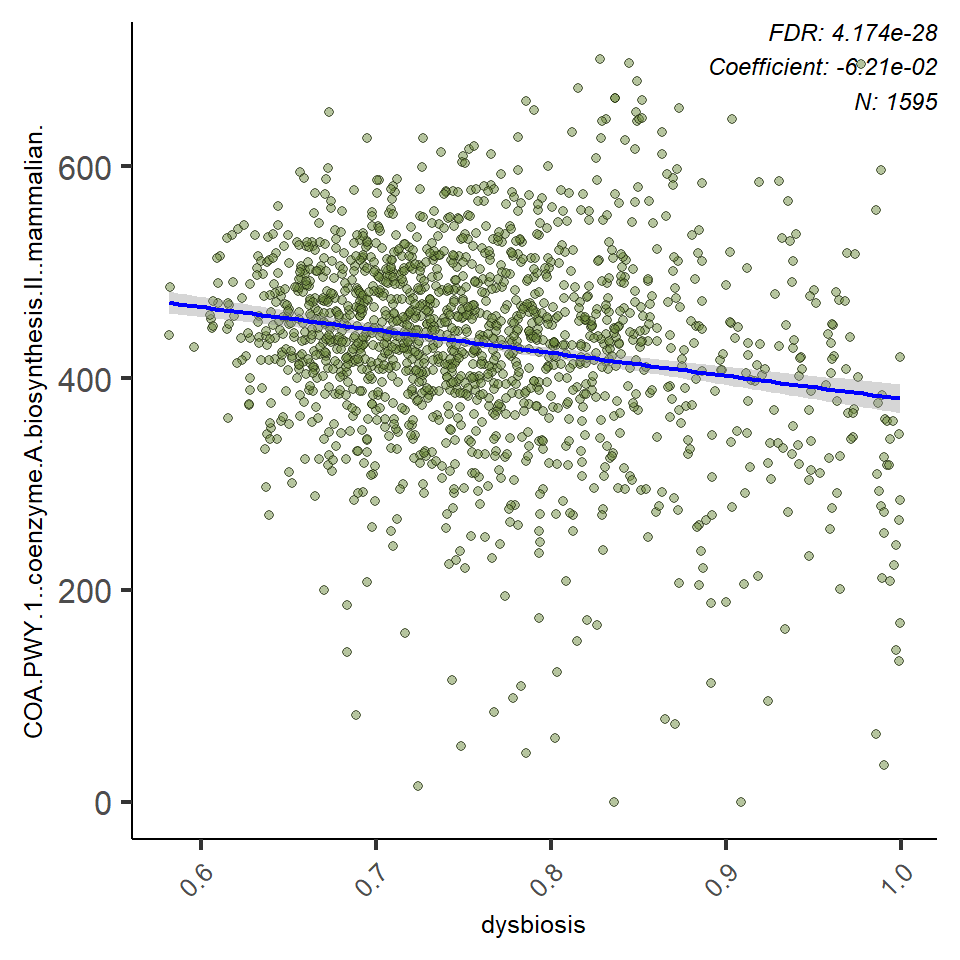 FDR: 4.174e-28
Coefficient: -6.21e-02
N: 1595
COA.PWY.1..coenzyme.A.biosynthesis.II..mammalian.
600
400
200
0
0.6
0.7
0.8
0.9
1.0
dysbiosis